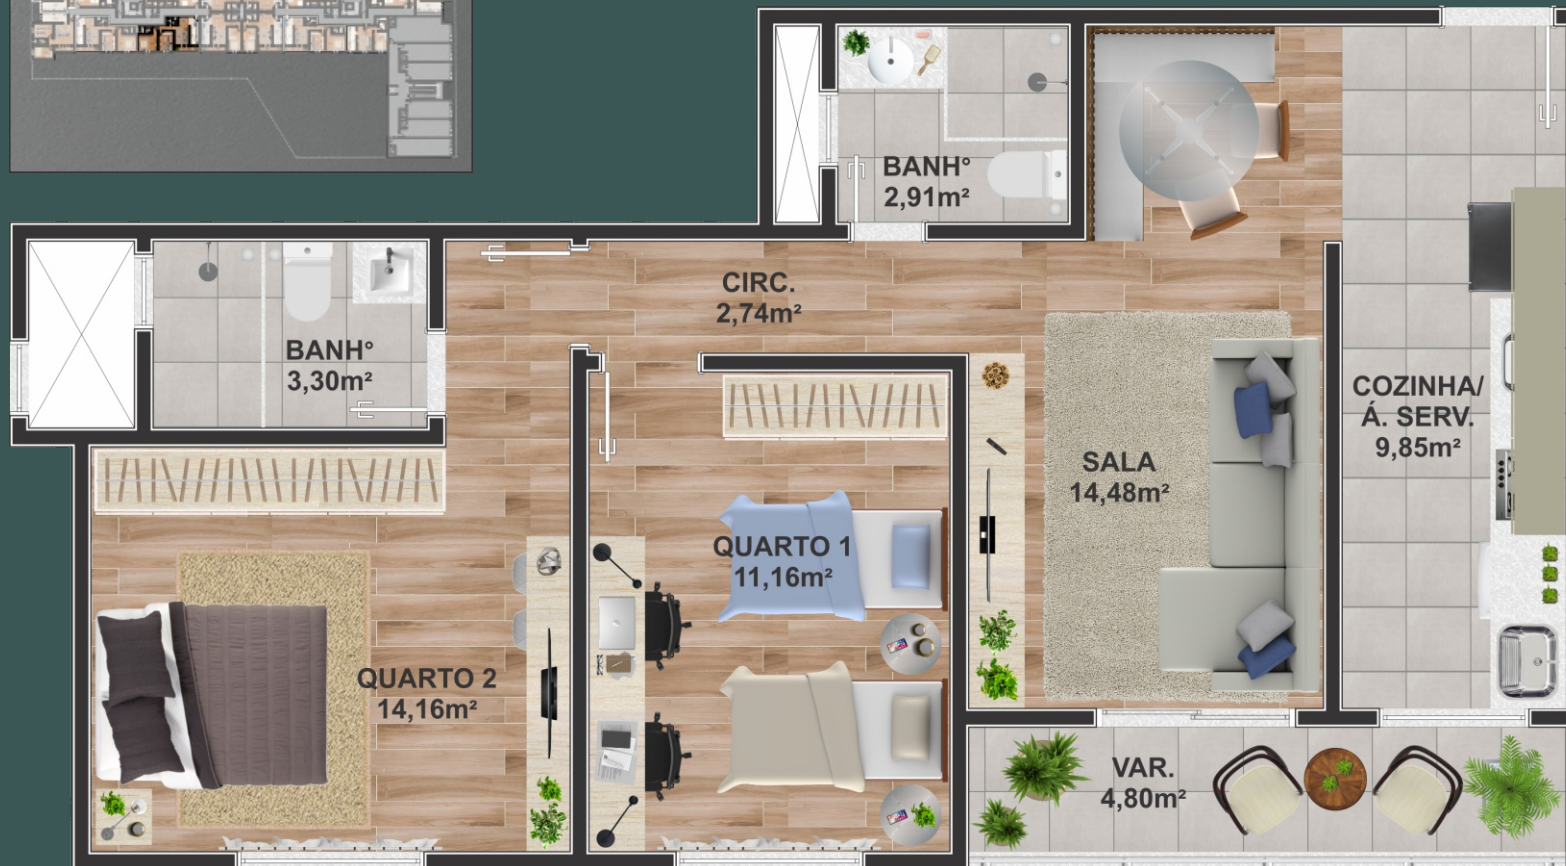 BANH°
2,91m²
CIRC.
2,74m²
BANH°
3,30m²
COZINHA/
Á. SERV.
9,85m²
SALA
14,48m²
QUARTO 1
11,16m²
QUARTO 2
14,16m²
VAR.
4,80m²